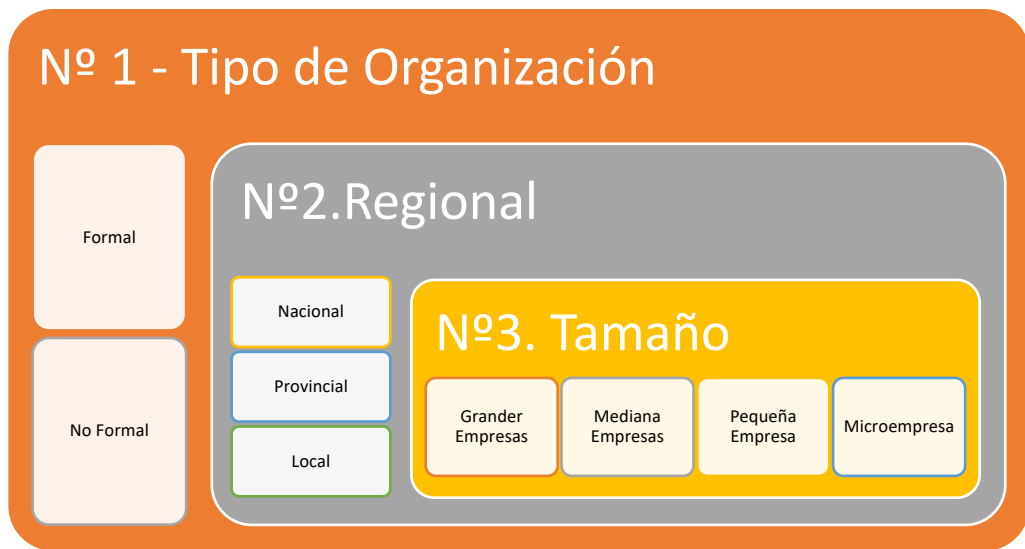 Nº 1 - Tipo de Organización
Formal
No Formal
Nº2.Regional
Nacional
Provincial
Local
Nº3. Tamaño
Grander
Empresas
Mediana
Empresas
Pequeña
Empresa
Microempresa